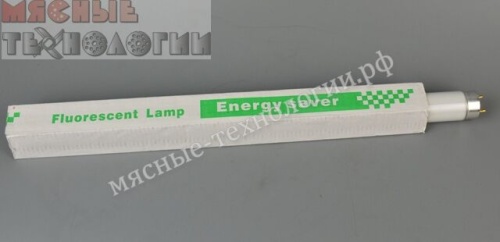 МЯСНЫЕ
ТЕХНОЛОГИИ
Fluorescent Lamp
Energy saver
мясные-технологии.рф